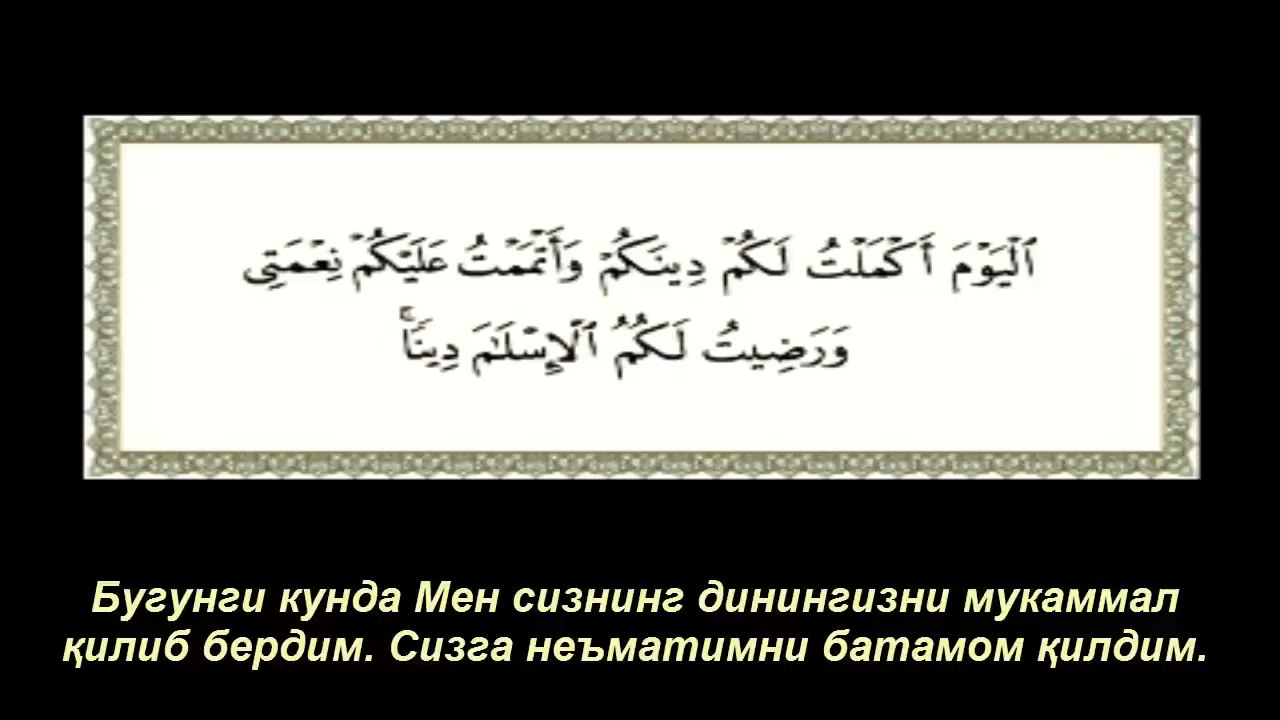 ٱلْيَوْمَ أَكْمَلْتُ لَكُمْ دِينَكُمْ وَأَتْمَمْتُ عَلَيْكُمْ نِعْمَتِى
وَرَضِيتُ لَكُمُ ٱلْإِسْلَٰمَ دِينًا ۚ
Бугунги кунда Мен сизнинг динингизни мукаммал
қилиб бердим. Сизга неъматимни батамом қилдим.